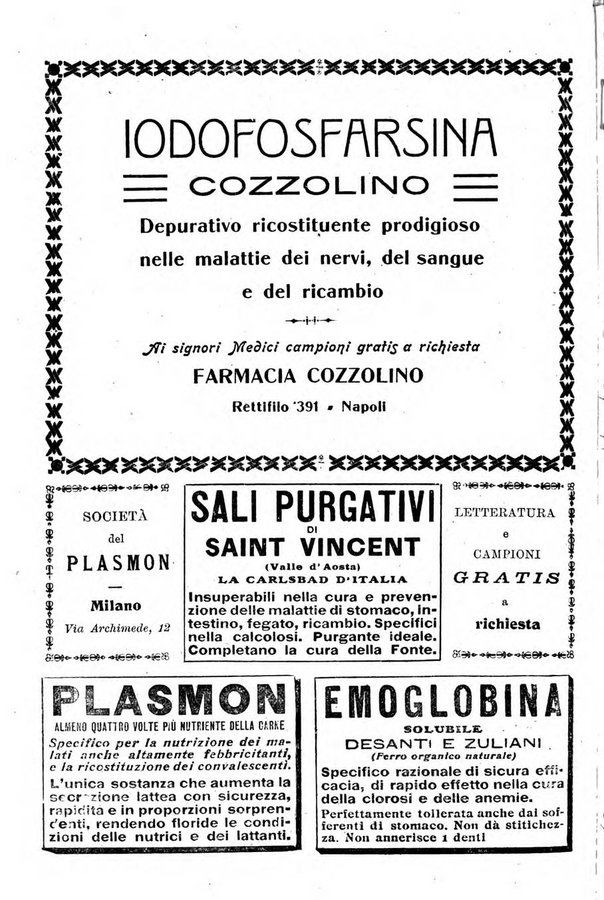 IODOFOSFARSINA
COZZOLINO
Depurativo ricostituente prodigioso
nelle malattie dei nervi, del sangue
e del ricambio
Ai signori Medici campioni gratis a richiesta
FARMACIA COZZOLINO
Rettifilo 391 - Napoli
SOCIETÀ
del
PLASMON
Milano
Via Archimede, 12
SALI PURGATIVI
DI
SAINT VINCENT
(Valle d'Aosta)
LA CARLSBAD D'ITALIA
Insuperabili nella cura e preven-
zione delle malattie di stomaco, in-
testino, fegato, ricambio. Specifici
nella calcolosi. Purgante ideale.
Completano la cura della Fonte.
LETTERATURA
e
CAMPIONI
GRATIS
a
richiesta
PLASMON
ALMENO QUATTRO VOLTE PIÙ NUTRIENTE DELLA CARNE
Specifico per la nutrizione dei ma-
lati anche altamente febbricitanti,
e la ricostituzione dei convalescenti.
L'unica sostanza che aumenta la
secrezione lattea con sicurezza,
rapidità e in proporzioni sorpren-
denti, rendendo floride le condi-
zioni delle nutrici e dei lattanti.
EMOGLOBINA
SOLUBILE
DESANTI E ZULIANI
(Ferro organico naturale)
Specifico razionale di sicura effi-
cacia, di rapido effetto nella cura
della clorosi e delle anemie.
Perfettamente tollerata anche dai sof-
ferenti di stomaco. Non dà stitichez-
za. Non annerisce i denti